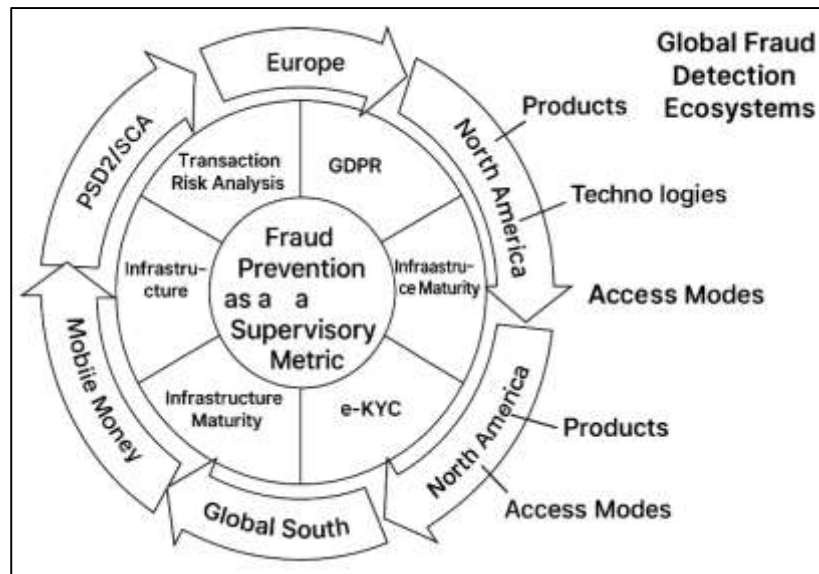 Global Fraud
Detection
Ecosystems
Europe
PSD2/SCA
North America
Products
Techno logies
Access Modes
Transaction
Risk Analysis
GDPR
Infrastru-
cture
Fraud
Prevention
as a a
Supervisory
Metric
Infraastru-
ce Maturity
Infrastructure
Maturity
e-KYC
Mobiie Money
Global South
North America
Products
Access Modes